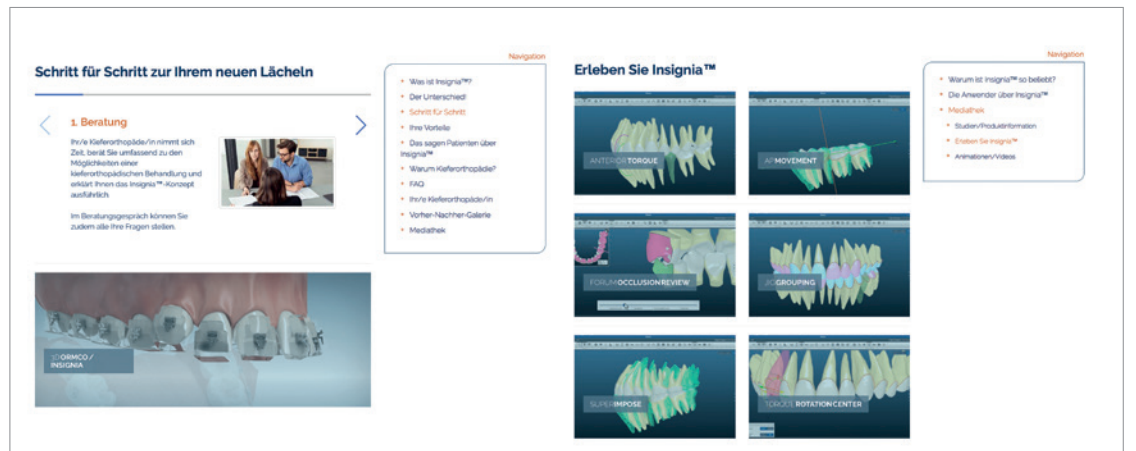 Navigation
Schritt für Schritt zur Ihrem neuen Lächeln
1. Beratung
Ihr/e Kieferorthopäde/in nimmt sich
Zeit, berät Sie umfassend zu den
Möglichkeiten einer
kieferorthopädischen Behandlung und
erklärt Ihnen das Insignia™-Konzept
ausführlich.
Im Beratungsgespräch können Sie
zudem alle Ihre Fragen stellen.
3D ORMCO /
INSIGNIA
Was ist Insignia™?
Der Unterschied!
Schritt für Schritt
Ihre Vorteile
Das sagen Patienten über
Insignia™
Warum Kieferorthopäde?
FAQ
Ihr/e Kieferorthopäde/in
Vorher-Nachher-Galerie
Mediathek
Navigation
Erleben Sie Insignia™
ANTERIOR TORQUE
AP MOVEMENT
FORUM OCCLUSION REVIEW
JIG GROUPING
SUPER IMPOSE
TORQUE ROTATION CENTER
Warum ist Insignia™ so beliebt?
Die Anwender über Insignia™
Mediathek
Studien/Produktinformation
Erleben Sie Insignia™
Animationen/Videos